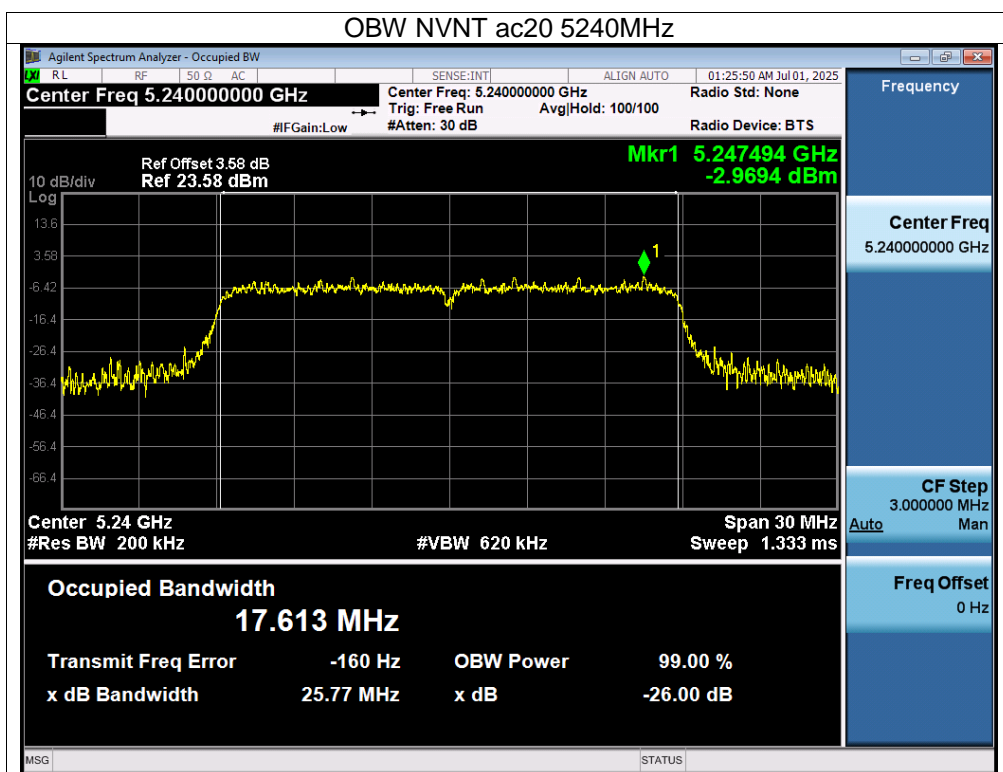 OBW NVNT ac20 5240MHz
Agilent Spectrum Analyzer - Occupied BW
LXI RL RF 50 Ω AC SENSE:INT ALIGN AUTO 01:25:50 AM Jul 01, 2025
Center Freq 5.240000000 GHz
Center Freq: 5.240000000 GHz
Radio Std: None
Trig: Free Run Avg|Hold: 100/100
#IFGain:Low #Atten: 30 dB Radio Device: BTS
Mkr1 5.247494 GHz
-2.9694 dBm
Ref Offset 3.58 dB
10 dB/div Ref 23.58 dBm
Log
13.6
3.58
-6.42
-16.4
-26.4
-36.4
-46.4
-56.4
-66.4
1
Center 5.24 GHz Span 30 MHz
#Res BW 200 kHz #VBW 620 kHz Sweep 1.333 ms
Occupied Bandwidth
17.613 MHz
Transmit Freq Error -160 Hz OBW Power 99.00 %
x dB Bandwidth 25.77 MHz x dB -26.00 dB
MSG STATUS
Frequency
Center Freq
5.240000000 GHz
CF Step
3.000000 MHz
Auto Man
Freq Offset
0 Hz